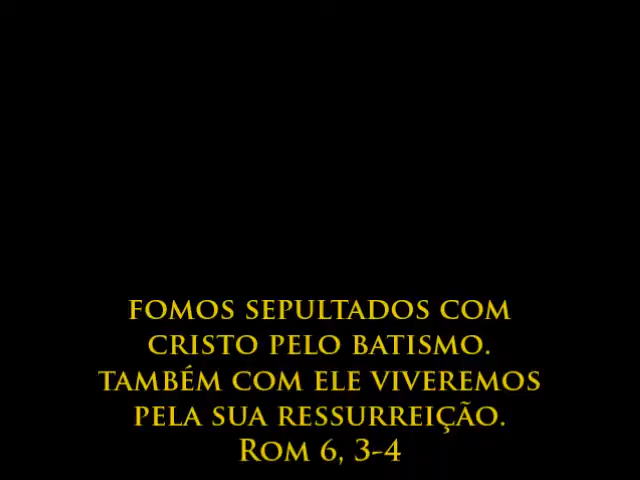 FOMOS SEPULTADOS COM
CRISTO PELO BATISMO.
TAMBÉM COM ELE VIVEREMOS
PELA SUA RESSURREIÇÃO.
ROM 6, 3-4